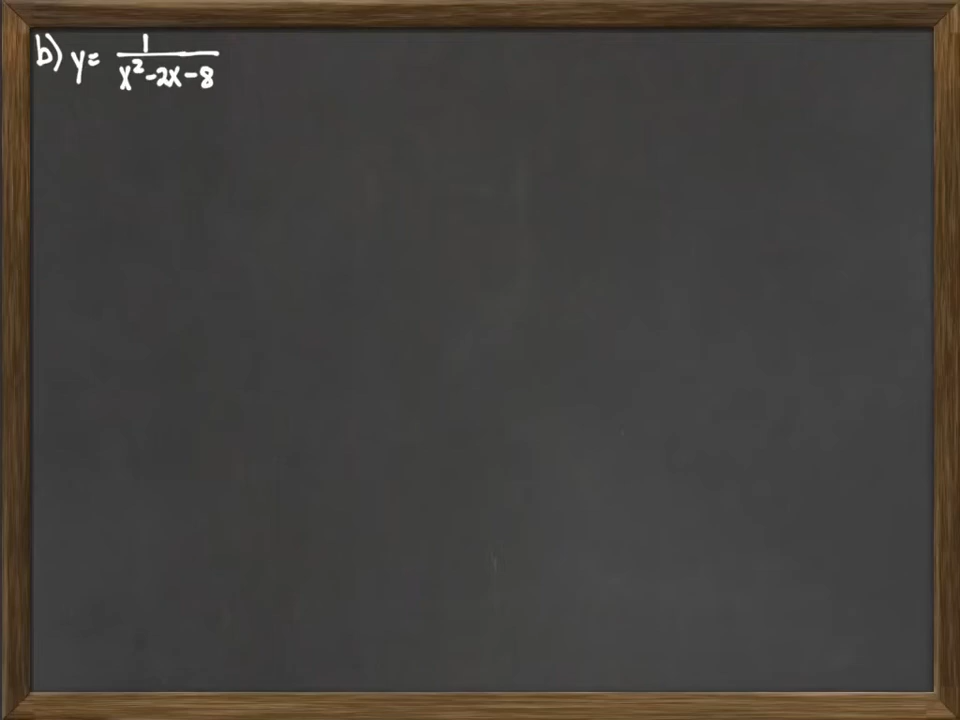 b) y = 1/(x²-2x-8)